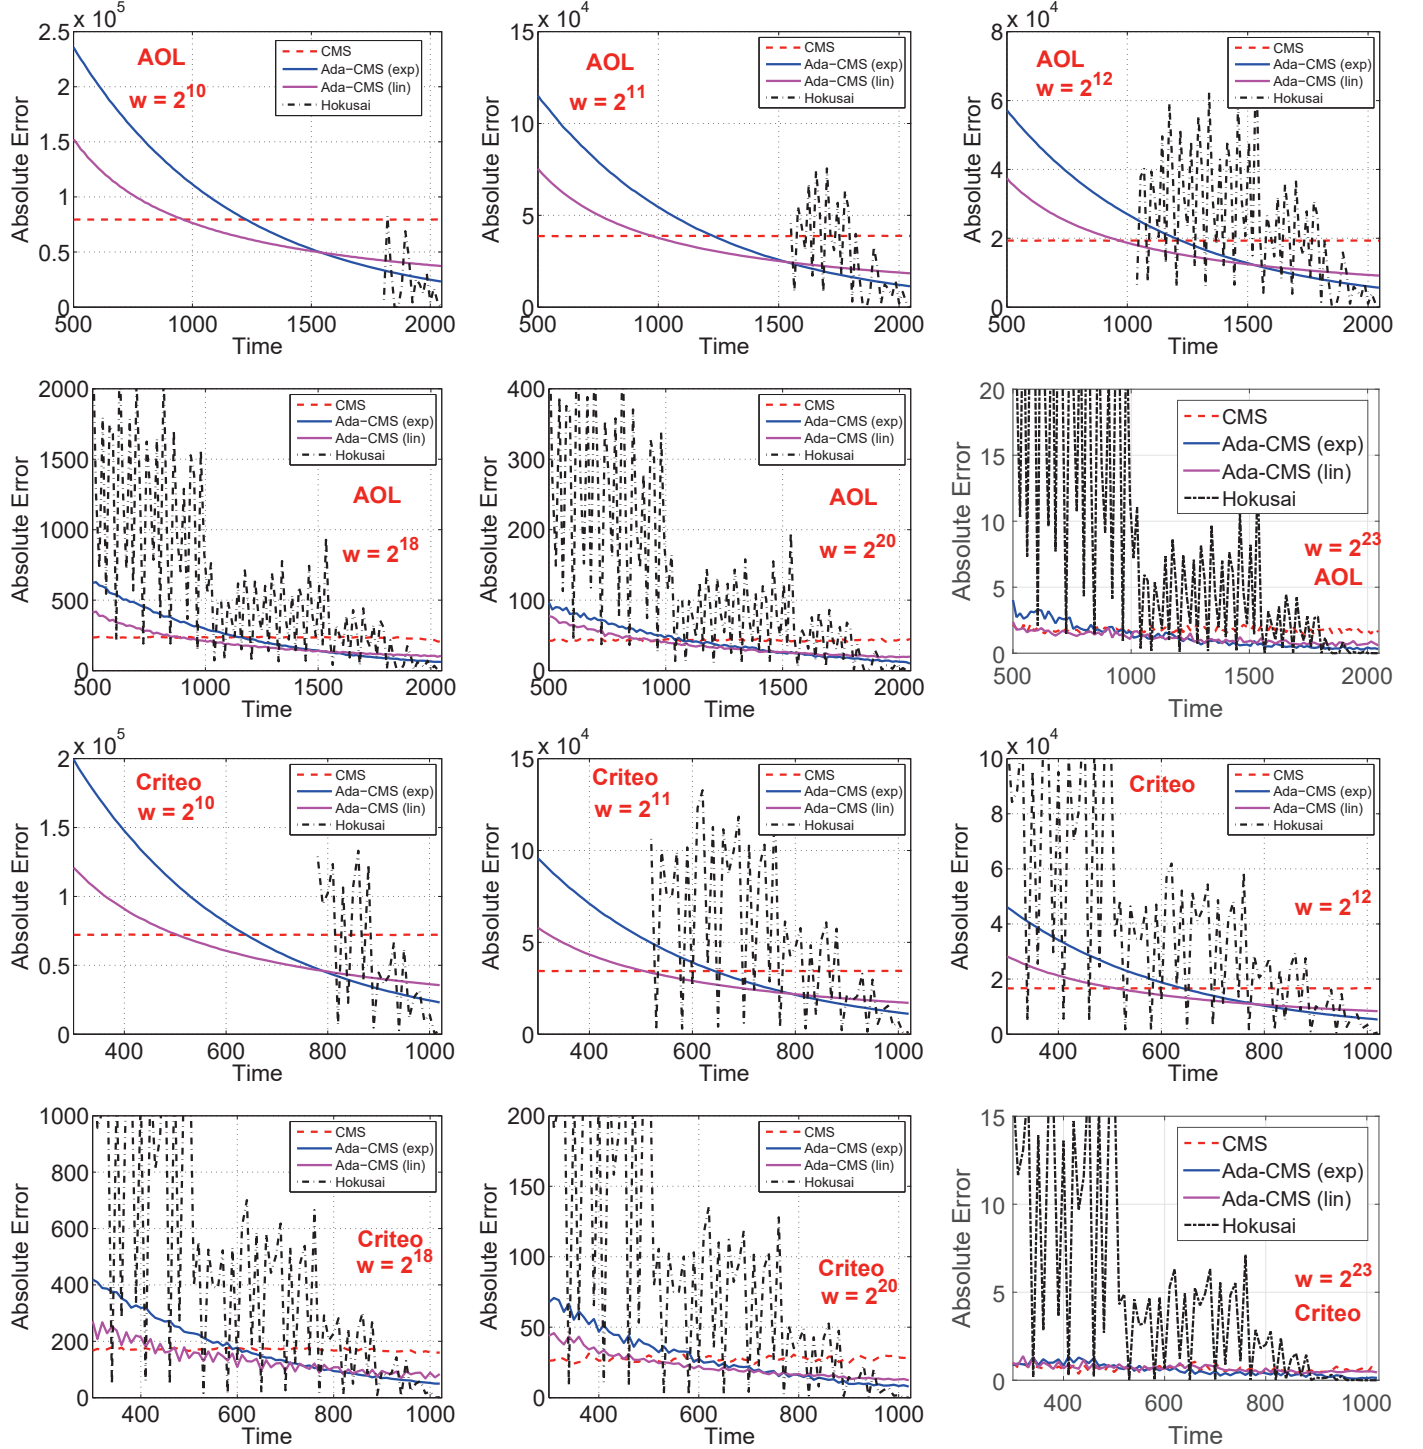 x 10^5
2.5
2
1.5
1
0.5
0
500 1000 1500 2000
Absolute Error
Time
AOL
w = 2^10
CMS
Ada−CMS (exp)
Ada−CMS (lin)
Hokusai
x 10^4
15
10
5
0
500 1000 1500 2000
Absolute Error
Time
AOL
w = 2^11
CMS
Ada−CMS (exp)
Ada−CMS (lin)
Hokusai
x 10^4
8
6
4
2
0
500 1000 1500 2000
Absolute Error
Time
AOL
w = 2^12
CMS
Ada−CMS (exp)
Ada−CMS (lin)
Hokusai
2000
1500
1000
500
0
500 1000 1500 2000
Absolute Error
Time
CMS
Ada−CMS (exp)
Ada−CMS (lin)
Hokusai
AOL
w = 2^18
400
300
200
100
0
500 1000 1500 2000
Absolute Error
Time
CMS
Ada−CMS (exp)
Ada−CMS (lin)
Hokusai
AOL
w = 2^20
20
15
10
5
0
500 1000 1500 2000
Absolute Error
Time
CMS
Ada-CMS (exp)
Ada-CMS (lin)
Hokusai
w = 2^23
AOL
x 10^5
2
1.5
1
0.5
0
400 600 800 1000
Absolute Error
Time
Criteo
w = 2^10
CMS
Ada−CMS (exp)
Ada−CMS (lin)
Hokusai
x 10^4
15
10
5
0
400 600 800 1000
Absolute Error
Time
Criteo
w = 2^11
CMS
Ada−CMS (exp)
Ada−CMS (lin)
Hokusai
x 10^4
10
8
6
4
2
0
400 600 800 1000
Absolute Error
Time
Criteo
CMS
Ada−CMS (exp)
Ada−CMS (lin)
Hokusai
w = 2^12
1000
800
600
400
200
0
400 600 800 1000
Absolute Error
Time
CMS
Ada−CMS (exp)
Ada−CMS (lin)
Hokusai
Criteo
w = 2^18
200
150
100
50
0
400 600 800 1000
Absolute Error
Time
CMS
Ada−CMS (exp)
Ada−CMS (lin)
Hokusai
Criteo
w = 2^20
15
10
5
0
400 600 800 1000
Absolute Error
Time
CMS
Ada-CMS (exp)
Ada-CMS (lin)
Hokusai
w = 2^23
Criteo